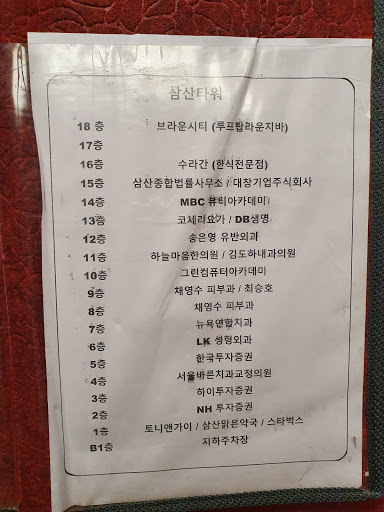 삼산타워
18 층 브라운시티 (루프탑라운지바)
17층
16층 수라간 (한식전문점)
15층 삼산종합법률사무소 / 대창기업주식회사
14층 MBC 뷰티아카데미
13층 코체라요가 / DB생명
12층 송은영 유반외과
11층 하늘마음한의원 / 김도하내과의원
10층 그린컴퓨터아카데미
9층 채영수 피부과 / 최승호
8층 채영수 피부과
7층 뉴욕연합치과
6층 LK 성형외과
5층 한국투자증권
4층 서울바른치과교정의원
3층 하이투자증권
2층 NH 투자증권
1층 토니앤가이 / 삼산맑은약국 / 스타벅스
B1층 지하주차장